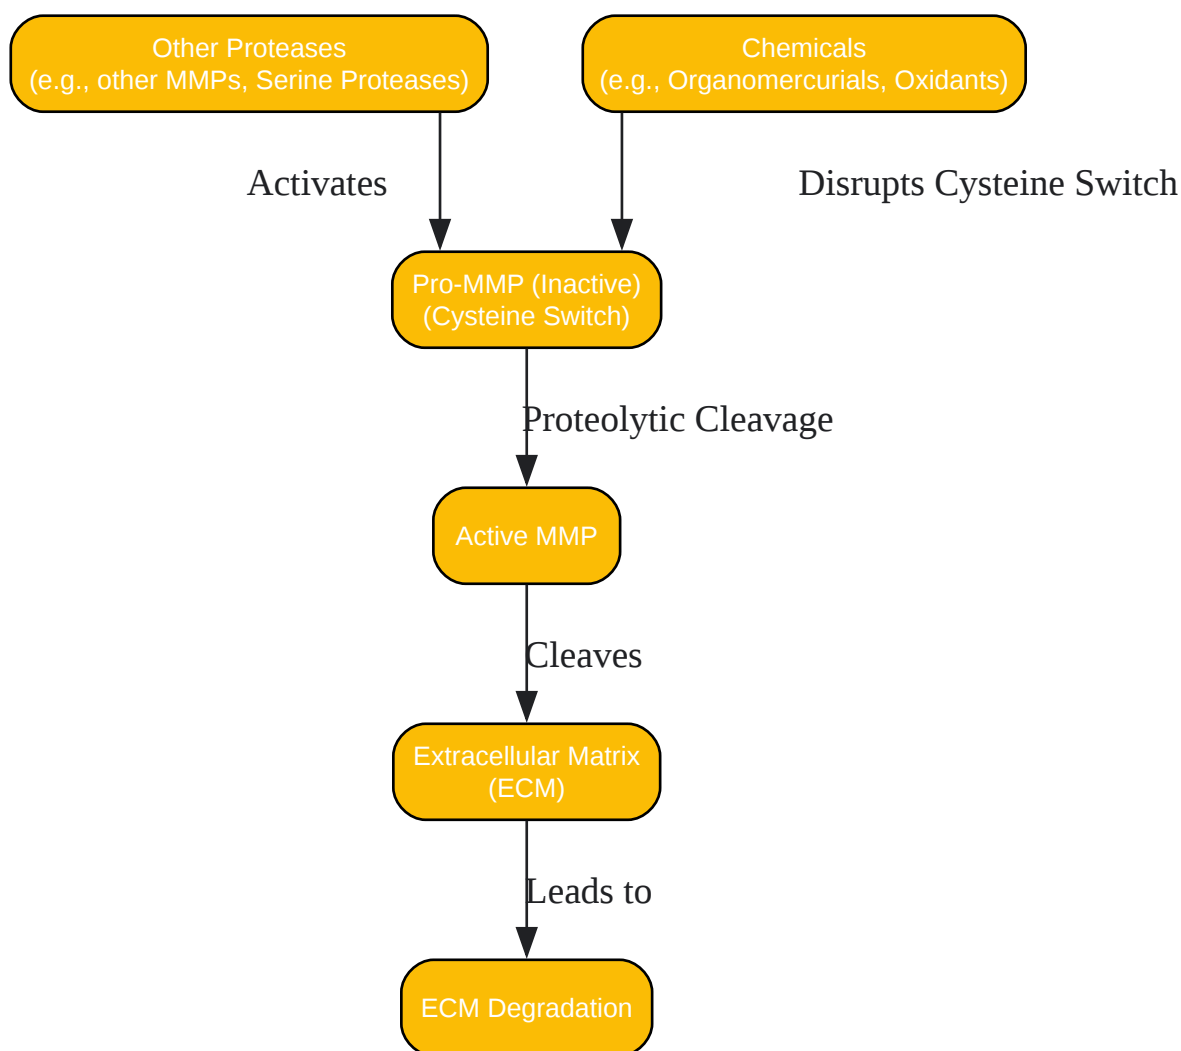 Other Proteases
(e.g., other MMPs, Serine Proteases)
Chemicals
(e.g., Organomercurials, Oxidants)
Activates
Disrupts Cysteine Switch
Pro-MMP (Inactive)
(Cysteine Switch)
Proteolytic Cleavage
Active MMP
Cleaves
Extracellular Matrix
(ECM)
Leads to
ECM Degradation